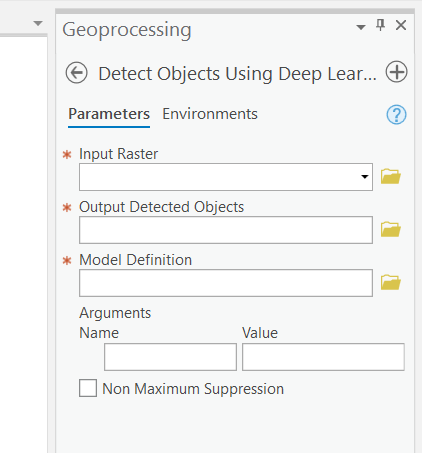 Geoprocessing
Detect Objects Using Deep Lear...
Parameters Environments
?
* Input Raster
* Output Detected Objects
* Model Definition
Arguments
Name Value
Non Maximum Suppression